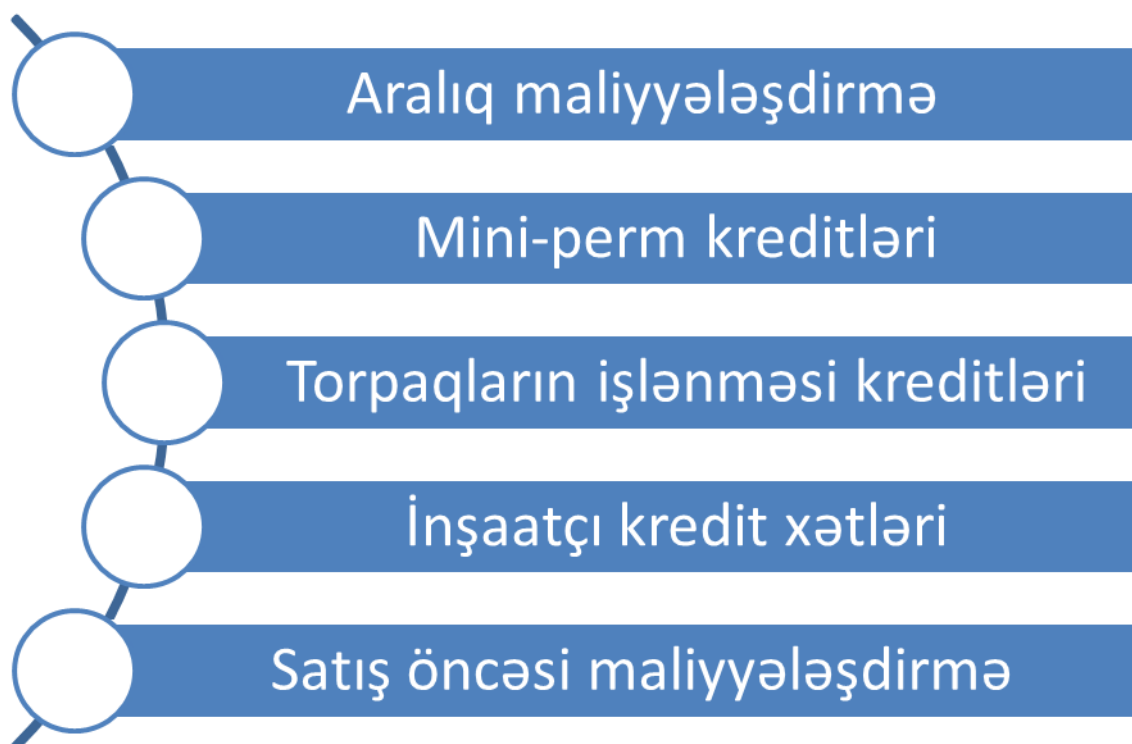 Aralıq maliyyələşdirmə
Mini-perm kreditləri
Torpaqların işlənməsi kreditləri
İnşaatçı kredit xətləri
Satış öncəsi maliyyələşdirmə